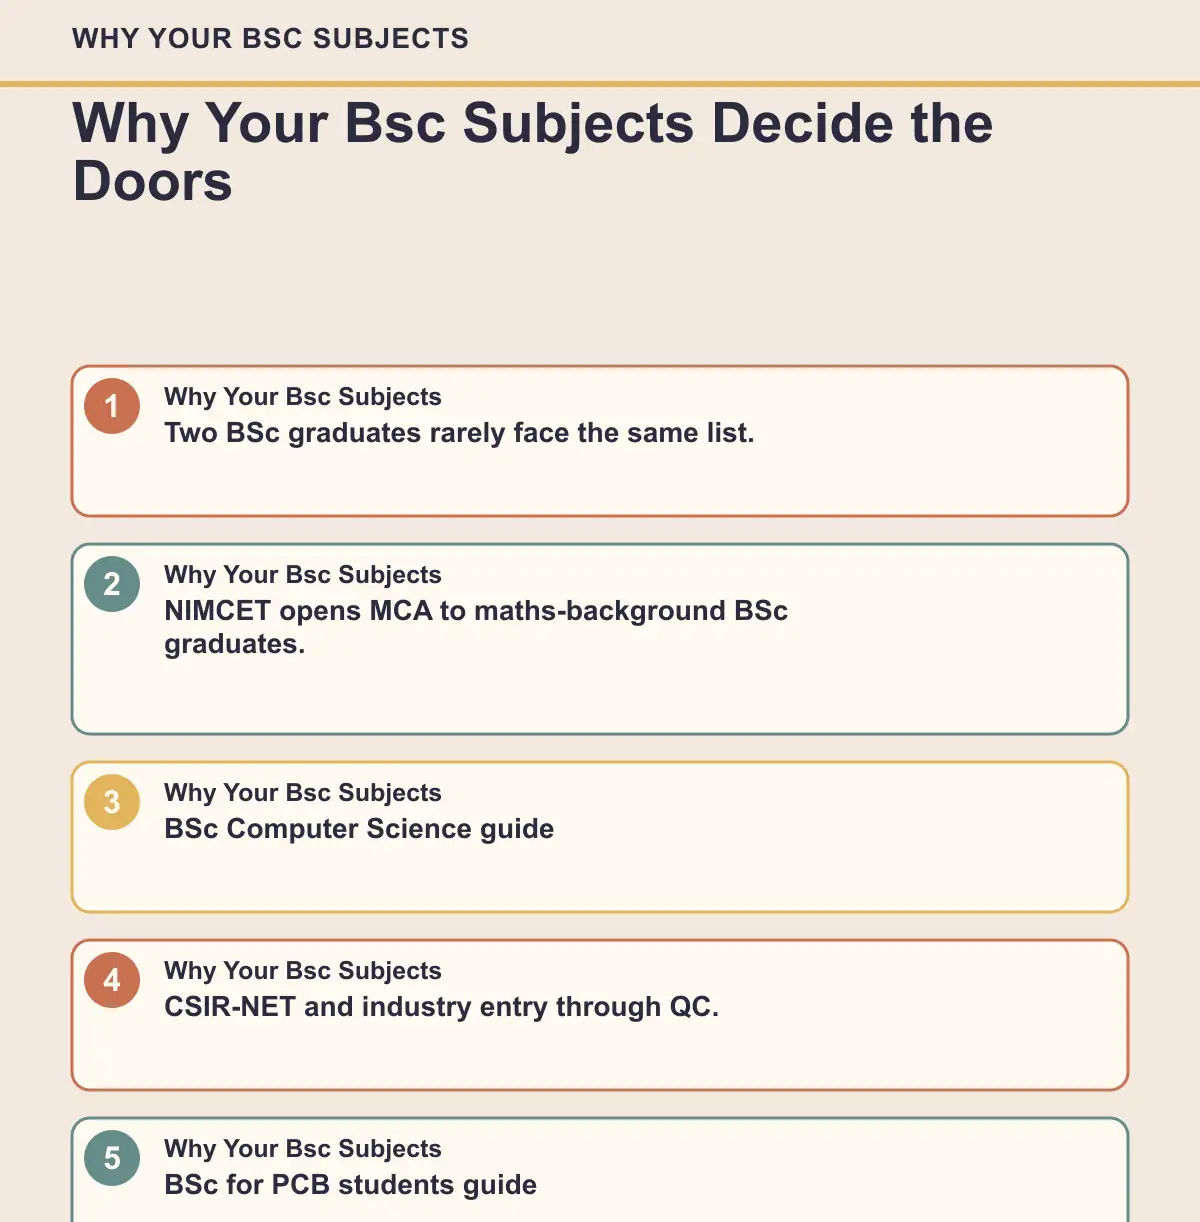 WHY YOUR BSC SUBJECTS
Why Your Bsc Subjects Decide the
Doors
1
Why Your Bsc Subjects
Two BSc graduates rarely face the same list.
2
Why Your Bsc Subjects
NIMCET opens MCA to maths-background BSc
graduates.
3
Why Your Bsc Subjects
BSc Computer Science guide
4
Why Your Bsc Subjects
CSIR-NET and industry entry through QC.
5
Why Your Bsc Subjects
BSc for PCB students guide